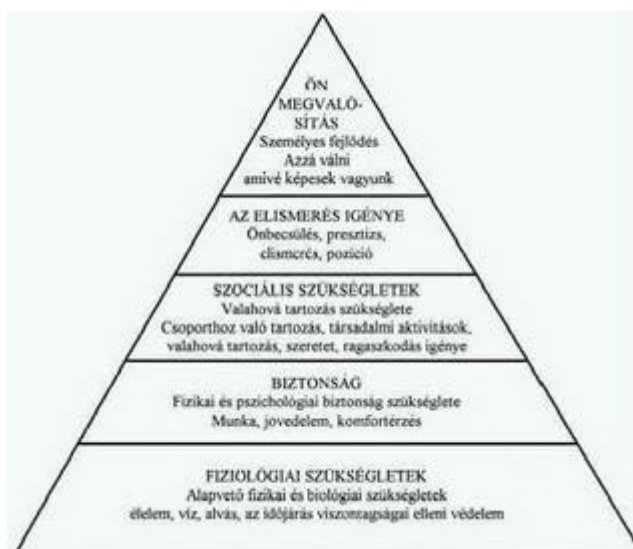 ÖN
MEGVALÓ-
SÍTÁS
Személyes fejlődés
Azzá válni
amivé képesek vagyunk
AZ ELISMERÉS IGÉNYE
Önbecsülés, presztizs,
elismerés, pozíció
SZOCIÁLIS SZÜKSÉGLETEK
Valahová tartozás szükséglete
Csoporthoz való tartozás, társadalmi aktivitások,
valahová tartozás, szeretet, ragaszkodás igénye
BIZTONSÁG
Fizikai és pszichológiai biztonság szükséglete
Munka, jovedelem, komfortérzés
FIZIOLÓGIAI SZÜKSÉGLETEK
Alapvető fizikai és biológiai szükségletek
élelem, víz, alvás, az időjárás viszontagságai elleni védelem